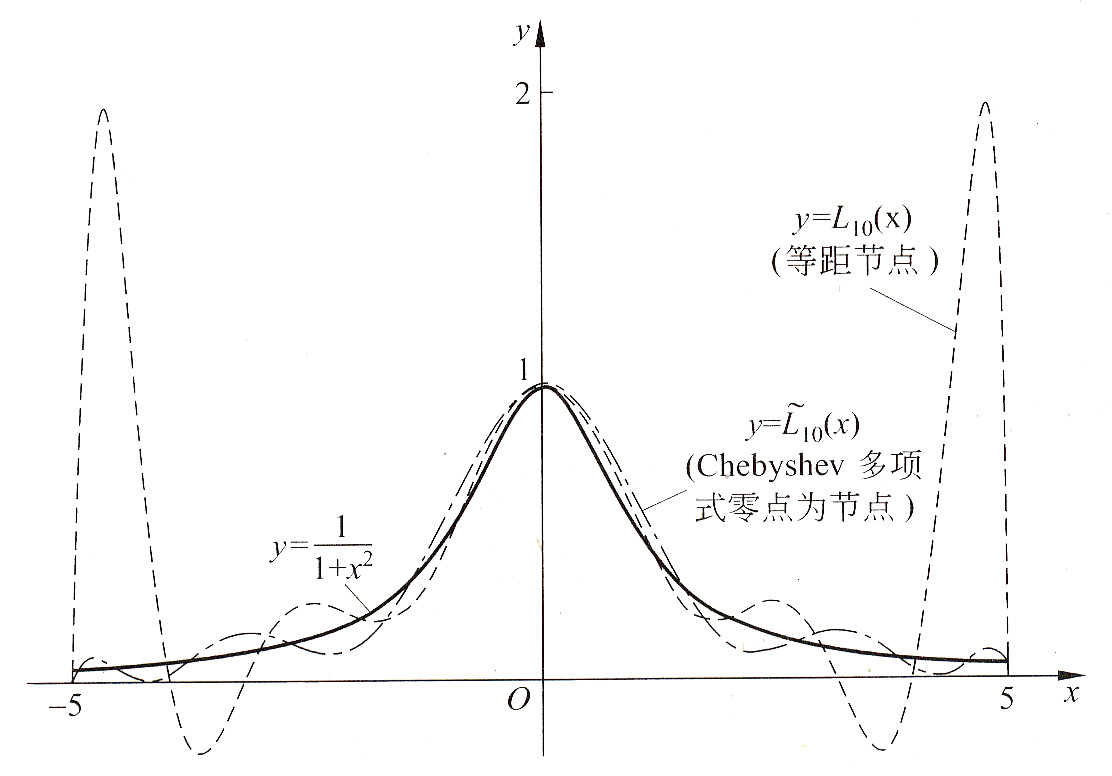 y
2
y=L₁₀(x)
(等距节点)
1
y=L̃₁₀(x)
(Chebyshev 多项
式零点为节点)
y=1/(1+x²)
-5
O
5
x